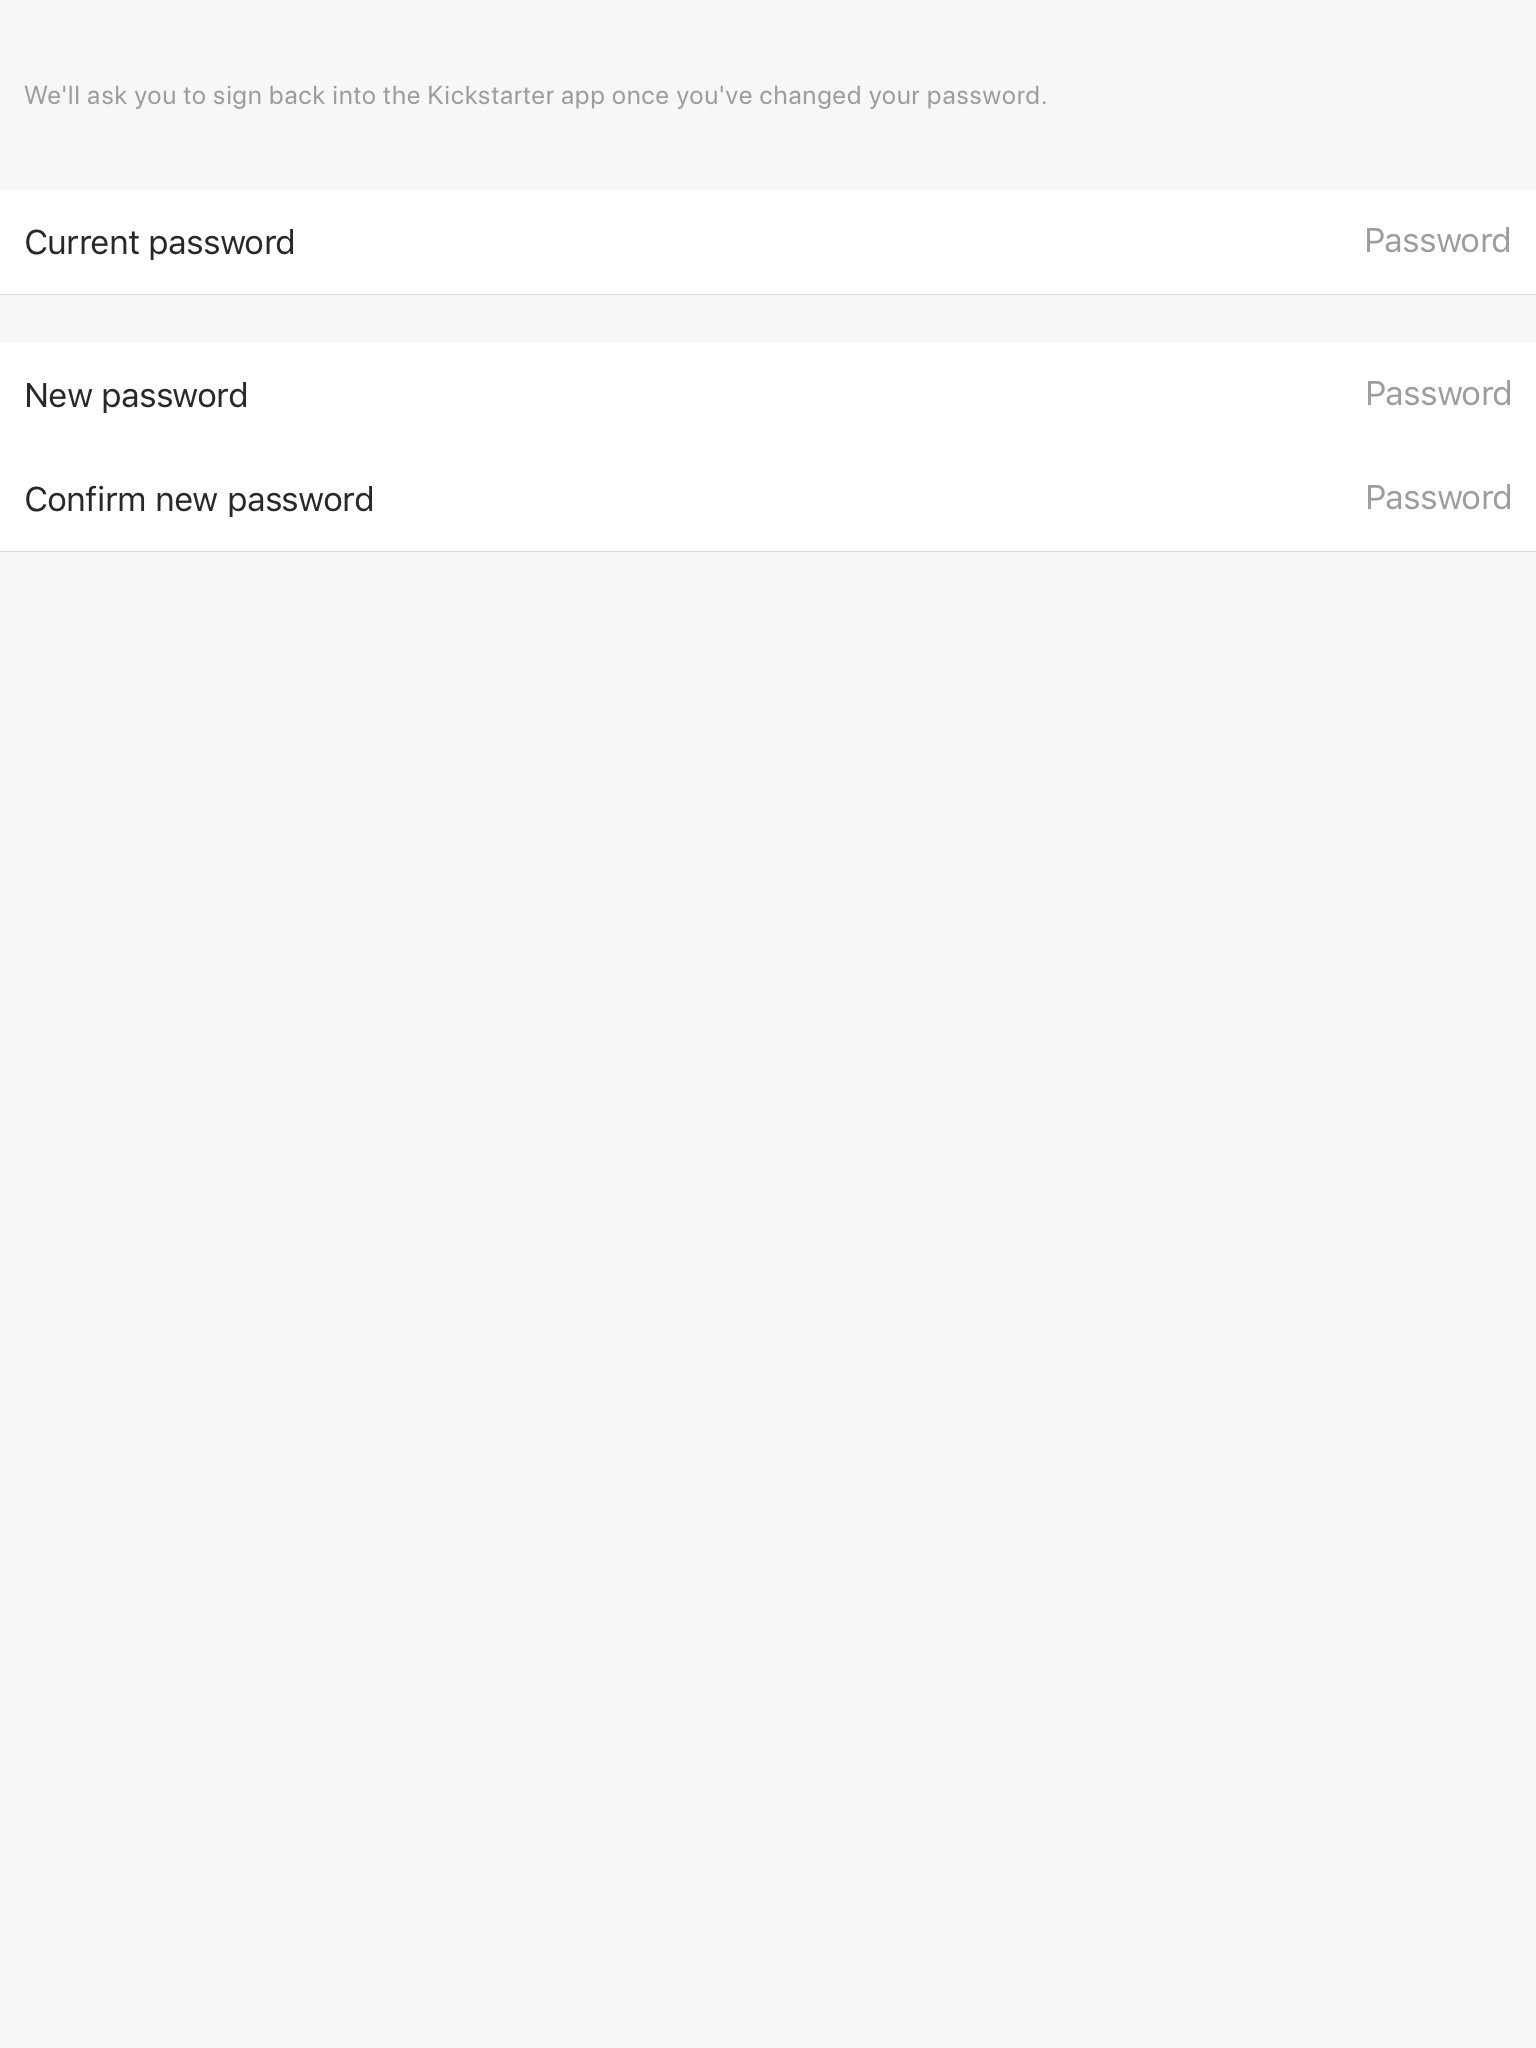 We'll ask you to sign back into the Kickstarter app once you've changed your password.
Current password Password
New password Password
Confirm new password Password